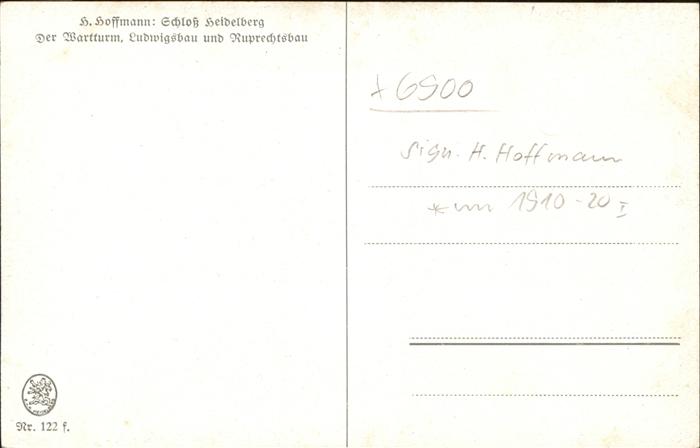 H. Hoffmann: Schloß Heidelberg
Der Wartturm, Ludwigsbau und Ruprechtsbau
6900
sign. H. Hoffmann
* um 1910-20 I
Nr. 122 f.